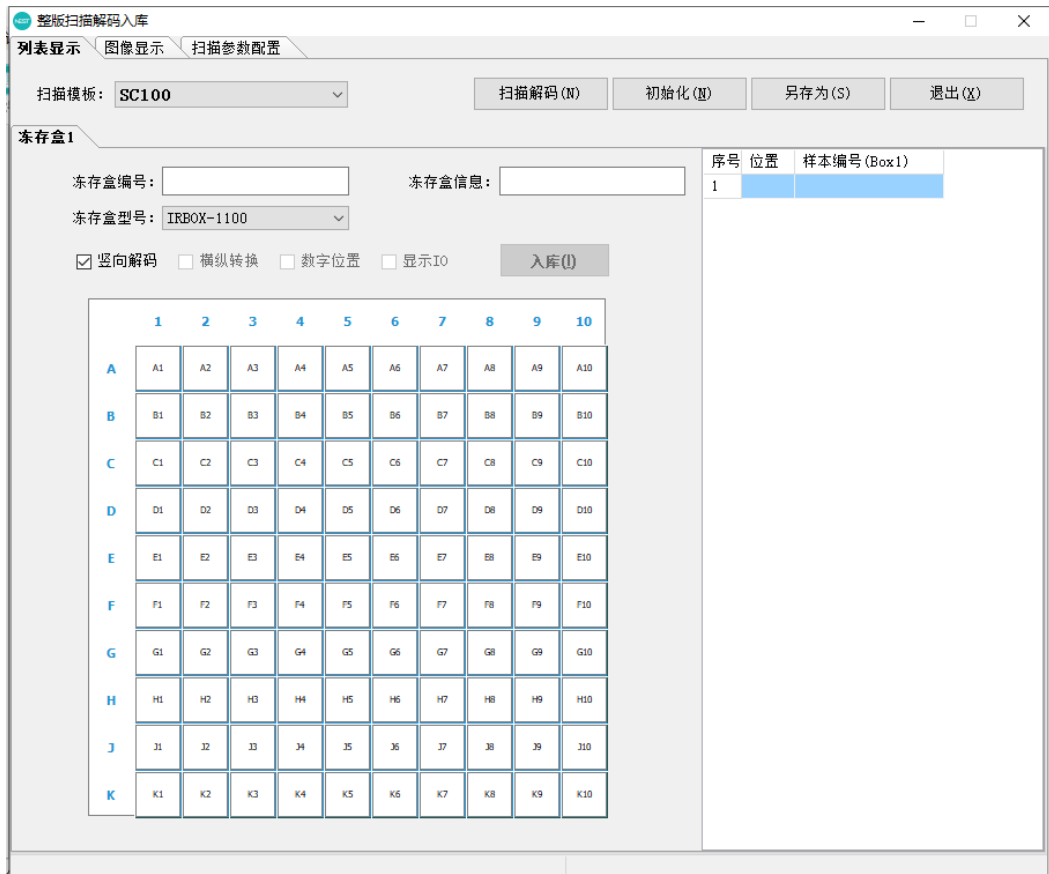 NEST 整版扫描解码入库
列表显示 图像显示 扫描参数配置
扫描模板： SC100 扫描解码(N) 初始化(N) 另存为(S) 退出(X)
冻存盒1
冻存盒编号： 冻存盒信息：
冻存盒型号： IRBOX-1100
竖向解码 横纵转换 数字位置 显示IO 入库(I)
序号 位置 样本编号(Box1)
1
1 2 3 4 5 6 7 8 9 10
A A1 A2 A3 A4 A5 A6 A7 A8 A9 A10
B B1 B2 B3 B4 B5 B6 B7 B8 B9 B10
C C1 C2 C3 C4 C5 C6 C7 C8 C9 C10
D D1 D2 D3 D4 D5 D6 D7 D8 D9 D10
E E1 E2 E3 E4 E5 E6 E7 E8 E9 E10
F F1 F2 F3 F4 F5 F6 F7 F8 F9 F10
G G1 G2 G3 G4 G5 G6 G7 G8 G9 G10
H H1 H2 H3 H4 H5 H6 H7 H8 H9 H10
J J1 J2 J3 J4 J5 J6 J7 J8 J9 J10
K K1 K2 K3 K4 K5 K6 K7 K8 K9 K10